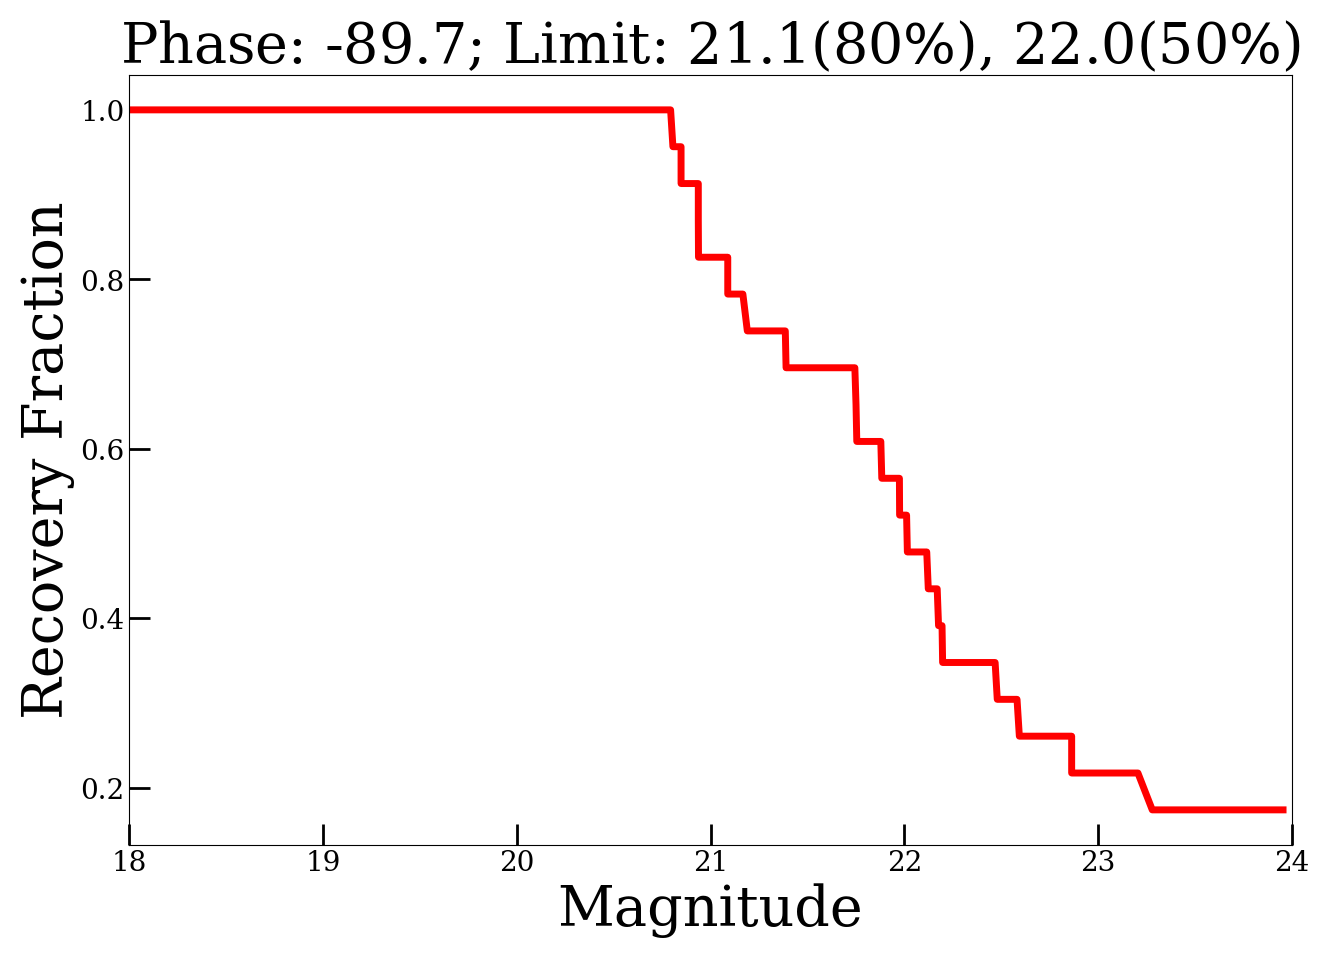 Phase: -89.7; Limit: 21.1(80%), 22.0(50%)
1.0
0.8
0.6
0.4
0.2
Recovery Fraction
18 19 20 21 22 23 24
Magnitude